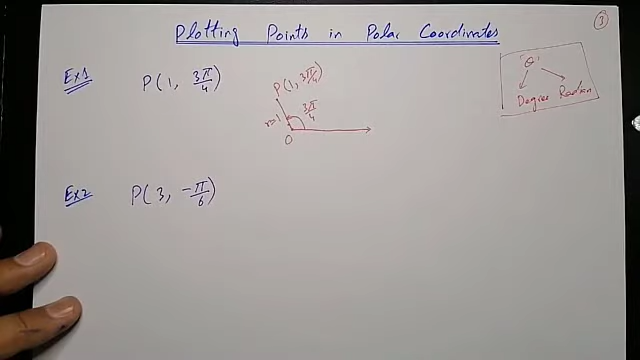 Plotting Points in Polar Coordinates
3
Ex1 P(1, 3π/4)
P(1, 3π/4)
r=1
3π/4
O
'θ'
Degree Radian
Ex2 P(3, -π/6)